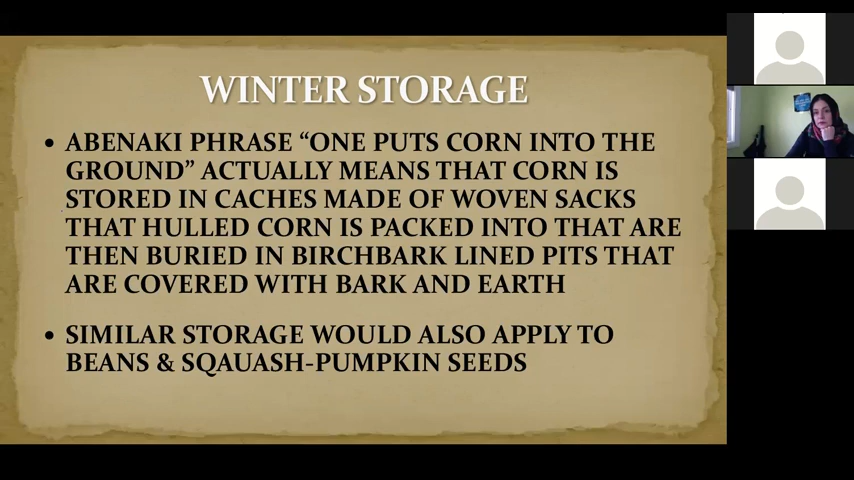 WINTER STORAGE
• ABENAKI PHRASE “ONE PUTS CORN INTO THE
GROUND” ACTUALLY MEANS THAT CORN IS
STORED IN CACHES MADE OF WOVEN SACKS
THAT HULLED CORN IS PACKED INTO THAT ARE
THEN BURIED IN BIRCHBARK LINED PITS THAT
ARE COVERED WITH BARK AND EARTH
• SIMILAR STORAGE WOULD ALSO APPLY TO
BEANS & SQAUASH-PUMPKIN SEEDS